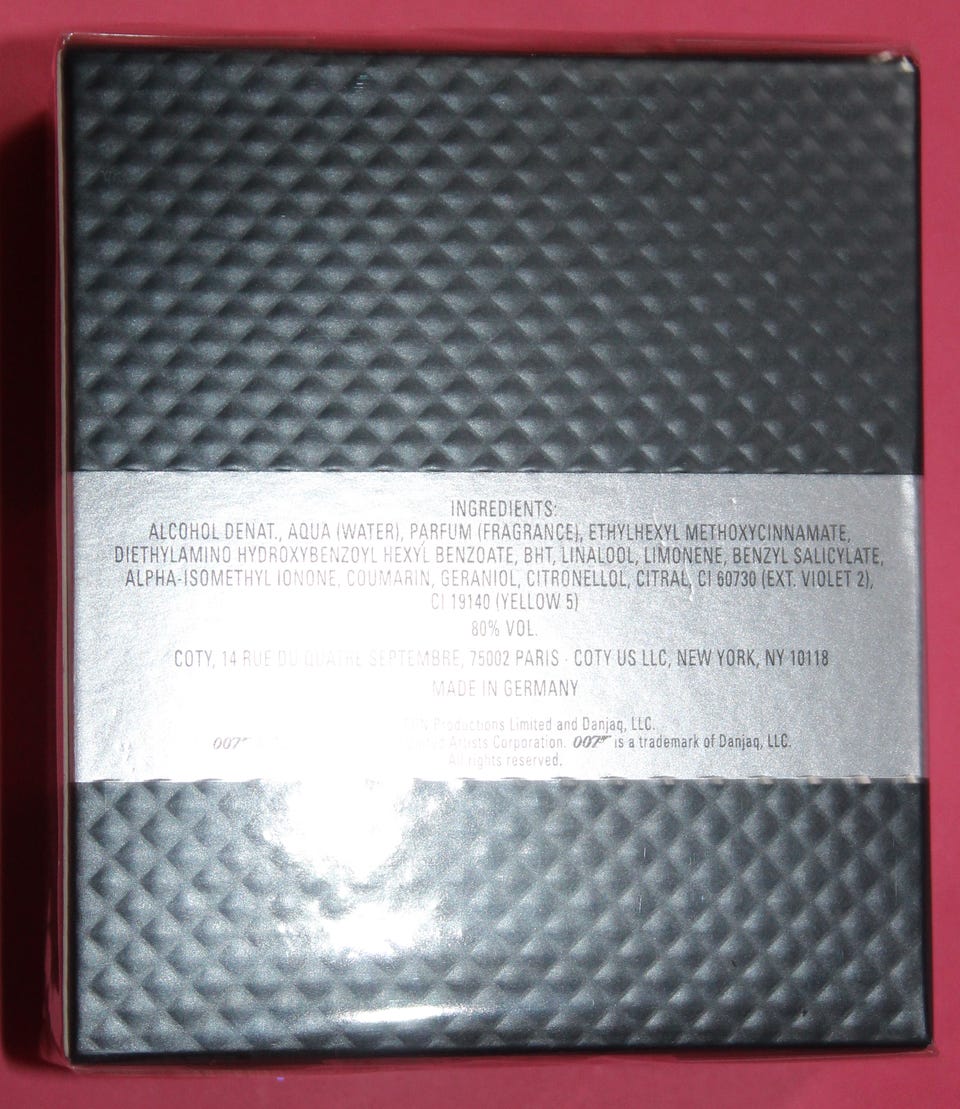 INGREDIENTS:
ALCOHOL DENAT., AQUA (WATER), PARFUM (FRAGRANCE), ETHYLHEXYL METHOXYCINNAMATE,
DIETHYLAMINO HYDROXYBENZOYL HEXYL BENZOATE, BHT, LINALOOL, LIMONENE, BENZYL SALICYLATE,
ALPHA-ISOMETHYL IONONE, COUMARIN, GERANIOL, CITRONELLOL, CITRAL, CI 60730 (EXT. VIOLET 2),
CI 19140 (YELLOW 5)
80% VOL.
COTY, 14 RUE DU QUATRE SEPTEMBRE, 75002 PARIS · COTY US LLC, NEW YORK, NY 10118
MADE IN GERMANY
Productions Limited and Danjaq, LLC.
007 Artists Corporation. 007 is a trademark of Danjaq, LLC.
All rights reserved.